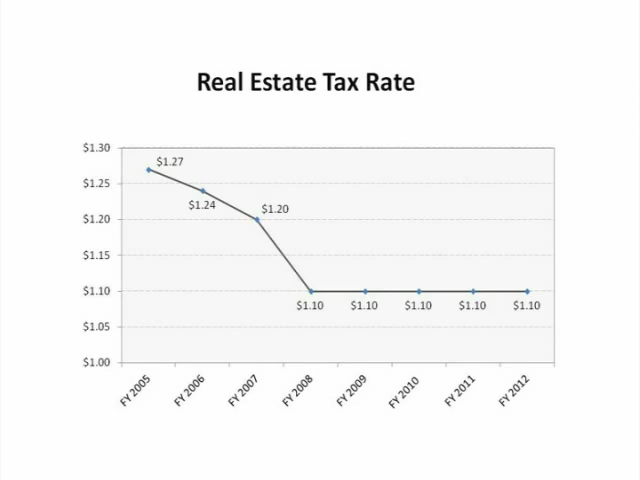 Real Estate Tax Rate
$1.30
$1.25
$1.20
$1.15
$1.10
$1.05
$1.00
$1.27
$1.24
$1.20
$1.10
$1.10
$1.10
$1.10
$1.10
FY 2005
FY 2006
FY 2007
FY 2008
FY 2009
FY 2010
FY 2011
FY 2012